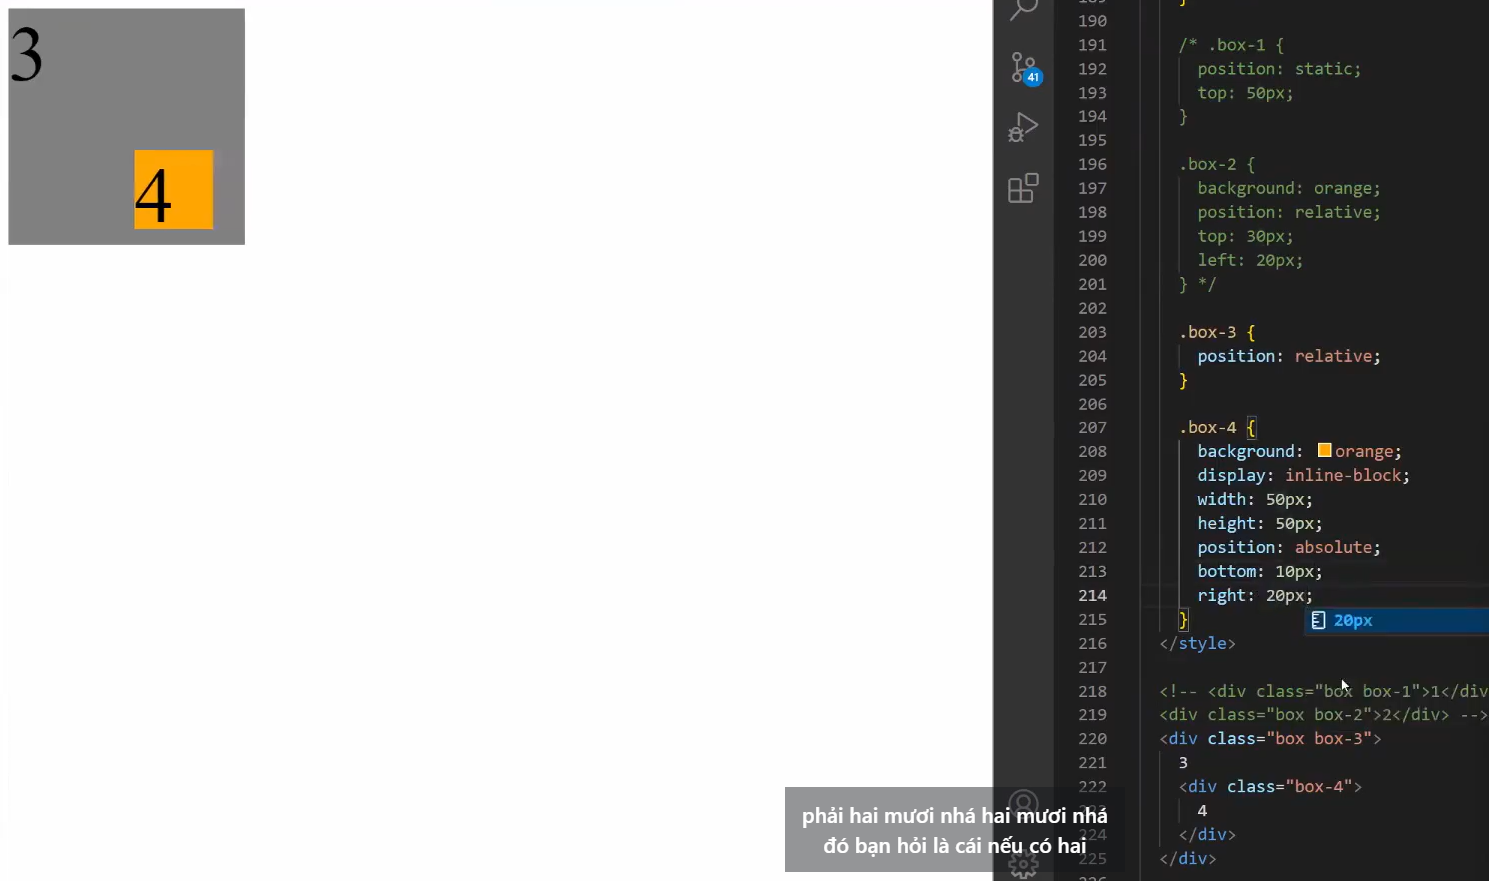 3
4
41
189 }
190
191 /* .box-1 {
192 position: static;
193 top: 50px;
194 }
195
196 .box-2 {
197 background: orange;
198 position: relative;
199 top: 30px;
200 left: 20px;
201 } */
202
203 .box-3 {
204 position: relative;
205 }
206
207 .box-4 {
208 background: orange;
209 display: inline-block;
210 width: 50px;
211 height: 50px;
212 position: absolute;
213 bottom: 10px;
214 right: 20px;
215 }
20px
216 </style>
217
218 <!-- <div class="box box-1">1</div
219 <div class="box box-2">2</div> -->
220 <div class="box box-3">
221 3
222 <div class="box-4">
223 4
224 </div>
225 </div>
phải hai mươi nhá hai mươi nhá
đó bạn hỏi là cái nếu có hai